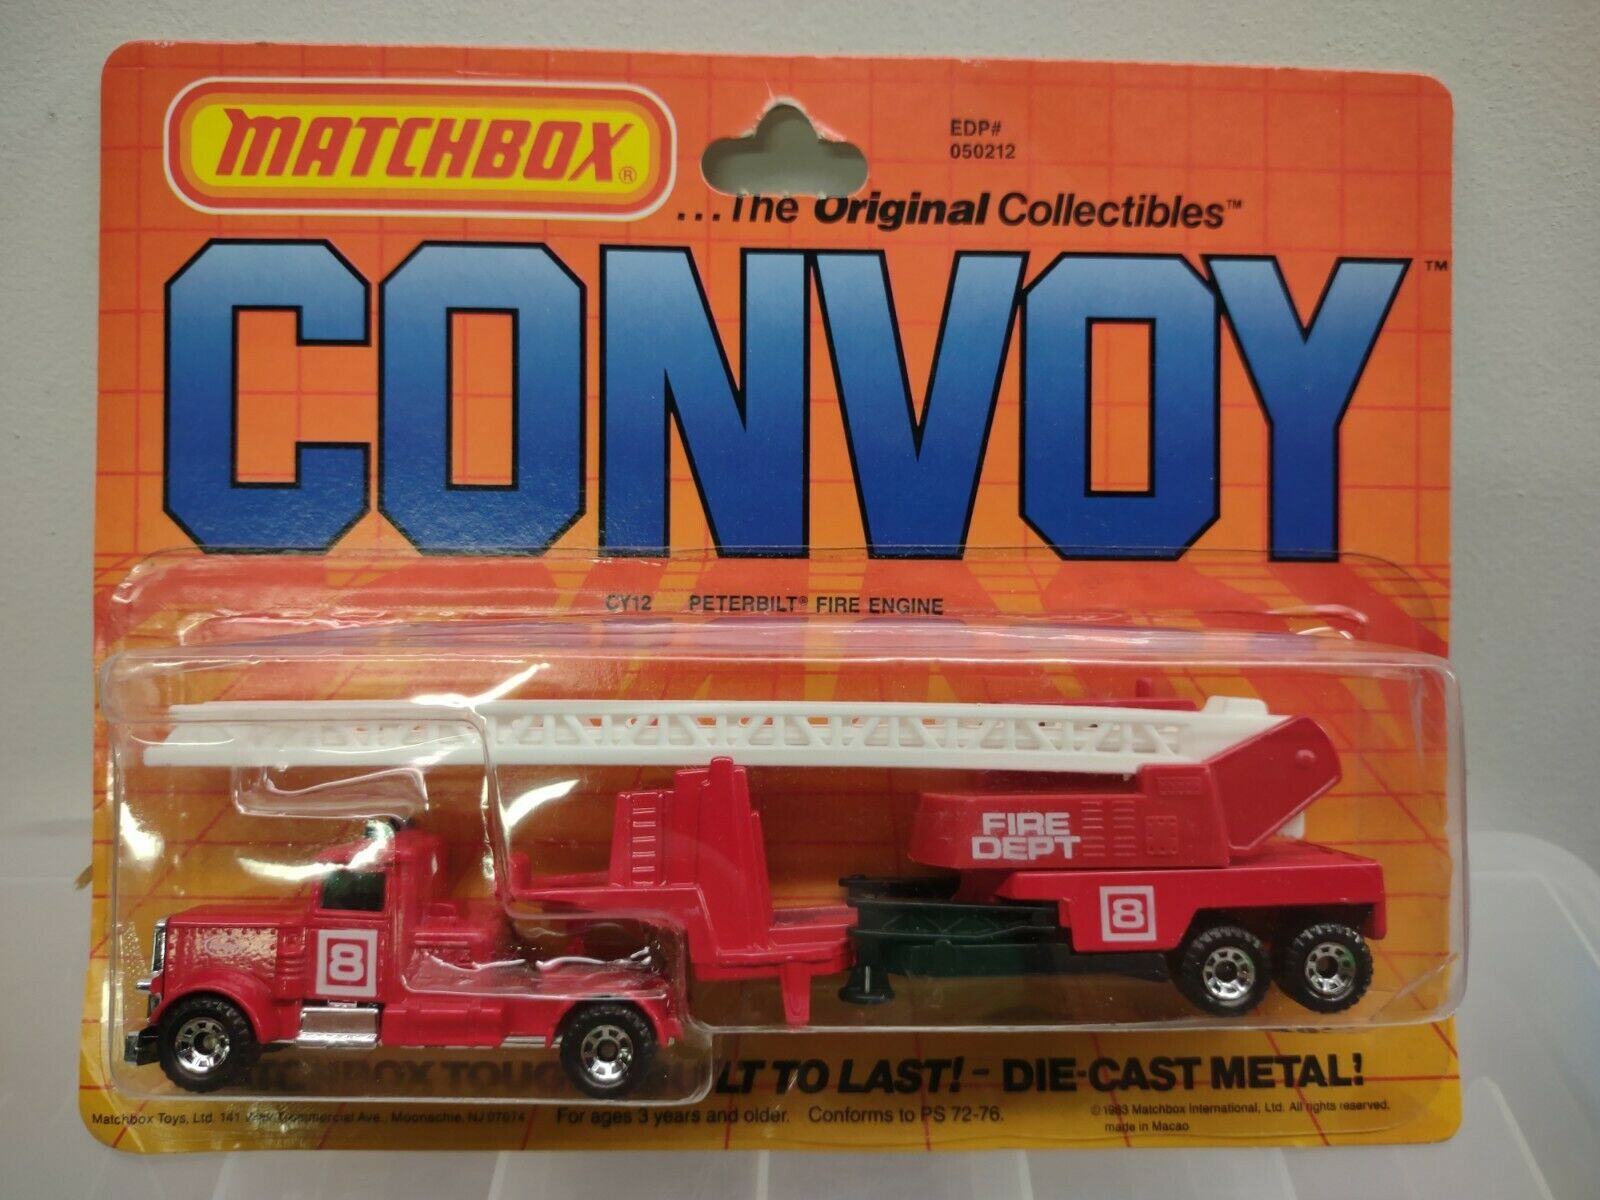 MATCHBOX®
...The Original Collectibles™
EDP#
050212
CONVOY™
CY12 PETERBILT® FIRE ENGINE
FIRE
DEPT
8
8
TO LAST! - DIE-CAST METAL!
Matchbox Toys, Ltd. 141 West Commercial Ave., Moonachie, NJ 07074
For ages 3 years and older. Conforms to PS 72-76.
©1983 Matchbox International, Ltd. All rights reserved.
made in Macao